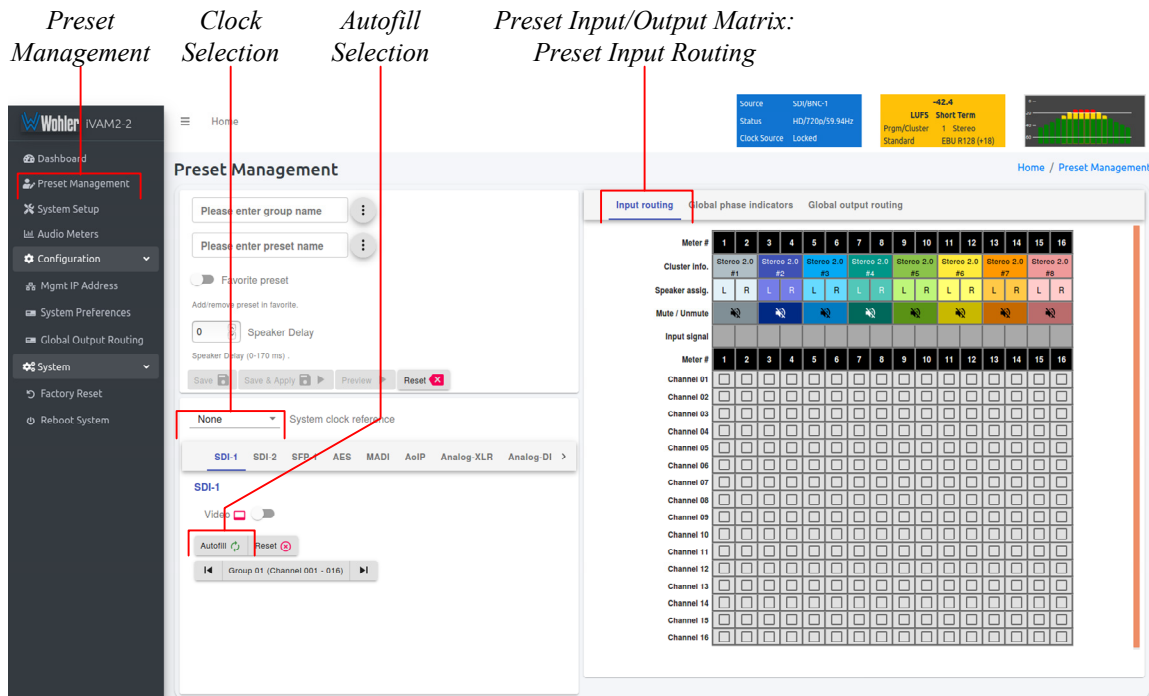 Preset Management
Clock Selection
Autofill Selection
Preset Input/Output Matrix:
Preset Input Routing
Wohler IVAM2-2
Home
Source SDI/BNC-1
Status HD/720p/59.94Hz
Clock Source Locked
-42.4
LUFS Short Term
Prgm/Cluster 1 Stereo
Standard EBU R128 (+18)
0
-20
-40
Dashboard
Preset Management
System Setup
Audio Meters
Configuration
Mgmt IP Address
System Preferences
Global Output Routing
System
Factory Reset
Reboot System
Preset Management
Home / Preset Management
Please enter group name
Please enter preset name
Favorite preset
Add/remove preset in favorite.
0 Speaker Delay
Speaker Delay (0-170 ms) .
Save Save & Apply Preview Reset
None System clock reference
SDI-1 SDI-2 SFP-1 AES MADI AoIP Analog-XLR Analog-DI >
SDI-1
Video
Autofill Reset
Group 01 (Channel 001 - 016)
Input routing Global phase indicators Global output routing
Meter # 1 2 3 4 5 6 7 8 9 10 11 12 13 14 15 16
Cluster Info. Stereo 2.0 #1 Stereo 2.0 #2 Stereo 2.0 #3 Stereo 2.0 #4 Stereo 2.0 #5 Stereo 2.0 #6 Stereo 2.0 #7 Stereo 2.0 #8
Speaker assig. L R L R L R L R L R L R L R L R
Mute / Unmute
Input signal
Meter # 1 2 3 4 5 6 7 8 9 10 11 12 13 14 15 16
Channel 01
Channel 02
Channel 03
Channel 04
Channel 05
Channel 06
Channel 07
Channel 08
Channel 09
Channel 10
Channel 11
Channel 12
Channel 13
Channel 14
Channel 15
Channel 16